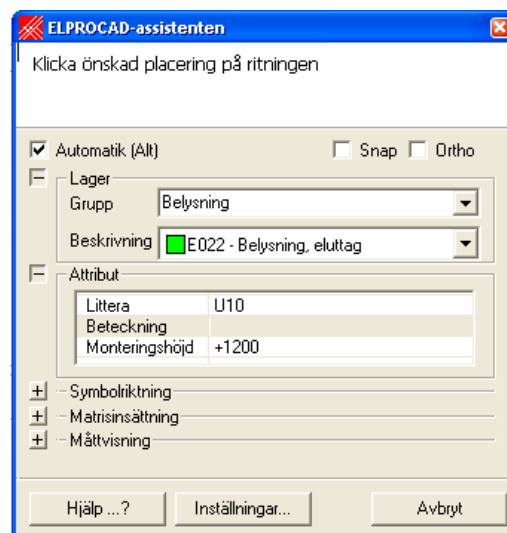 ELPROCAD-assistenten
Klicka önskad placering på ritningen
Automatik (Alt) Snap Ortho
Lager
Grupp Belysning
Beskrivning E022 - Belysning, eluttag
Attribut
Littera U10
Beteckning
Monteringshöjd +1200
Symbolriktning
Matrisinsättning
Måttvisning
Hjälp ...? Inställningar... Avbryt